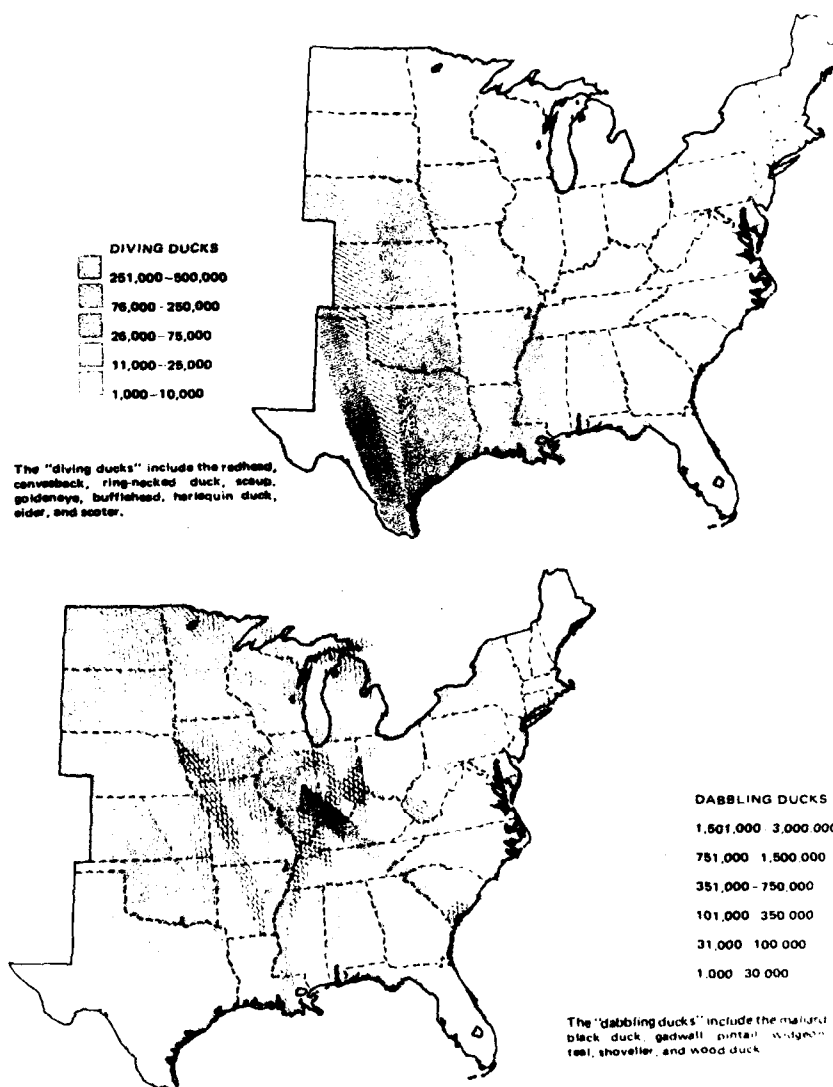 DIVING DUCKS
251,000-500,000
76,000-250,000
26,000-75,000
11,000-25,000
1,000-10,000
The "diving ducks" include the redhead,
canvasback, ring-necked duck, scaup,
goldeneye, bufflehead, harlequin duck,
eider, and scoter.
DABBLING DUCKS
1,501,000 3,000,000
751,000 1,500,000
351,000-750,000
101,000 350 000
31,000 100 000
1.000 30 000
The "dabbling ducks" include the mallard
black duck, gadwall pintail widgeon
teal, shoveller, and wood duck